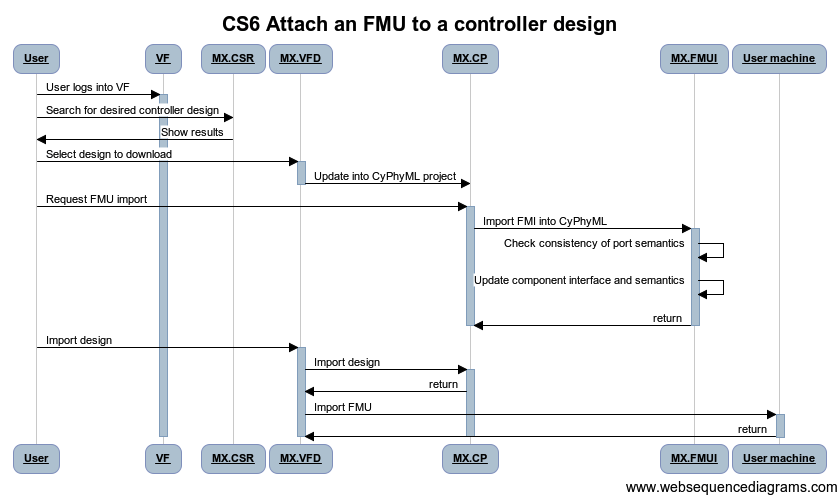 CS6 Attach an FMU to a controller design
User VF MX.CSR MX.VFD MX.CP MX.FMUI User machine
User logs into VF
Search for desired controller design
Show results
Select design to download
Update into CyPhyML project
Request FMU import
Import FMI into CyPhyML
Check consistency of port semantics
Update component interface and semantics
return
Import design
Import design
return
Import FMU
return
User VF MX.CSR MX.VFD MX.CP MX.FMUI User machine
www.websequencediagrams.com